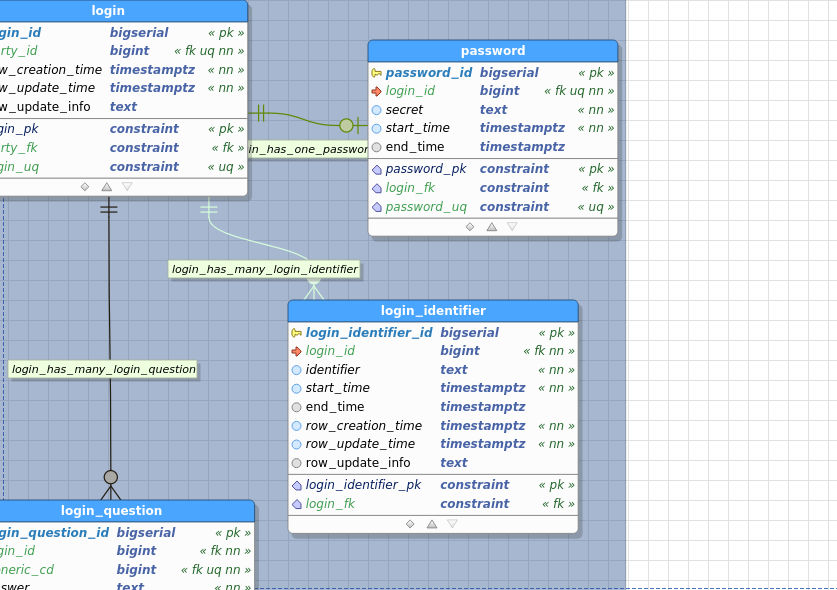 login
gin_id bigserial « pk »
rty_id bigint « fk uq nn »
w_creation_time timestamptz « nn »
w_update_time timestamptz « nn »
w_update_info text
gin_pk constraint « pk »
rty_fk constraint « fk »
gin_uq constraint « uq »
password
password_id bigserial « pk »
login_id bigint « fk uq nn »
secret text « nn »
start_time timestamptz « nn »
end_time timestamptz
password_pk constraint « pk »
login_fk constraint « fk »
password_uq constraint « uq »
in_has_one_passwor
login_has_many_login_identifier
login_identifier
login_identifier_id bigserial « pk »
login_id bigint « fk nn »
identifier text « nn »
start_time timestamptz « nn »
end_time timestamptz
row_creation_time timestamptz « nn »
row_update_time timestamptz « nn »
row_update_info text
login_identifier_pk constraint « pk »
login_fk constraint « fk »
login_has_many_login_question
login_question
gin_question_id bigserial « pk »
gin_id bigint « fk nn »
neric_cd bigint « fk uq nn »
swer text « nn »